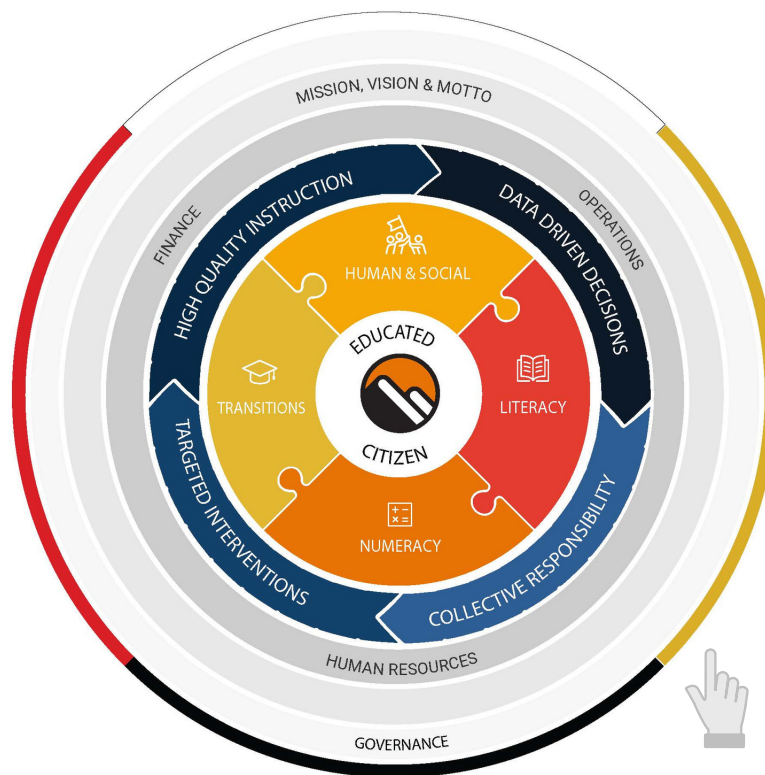 MISSION, VISION & MOTTO
FINANCE
OPERATIONS
HIGH QUALITY INSTRUCTION
DATA DRIVEN DECISIONS
HUMAN & SOCIAL
EDUCATED
TRANSITIONS
LITERACY
CITIZEN
NUMERACY
TARGETED INTERVENTIONS
COLLECTIVE RESPONSIBILITY
HUMAN RESOURCES
GOVERNANCE